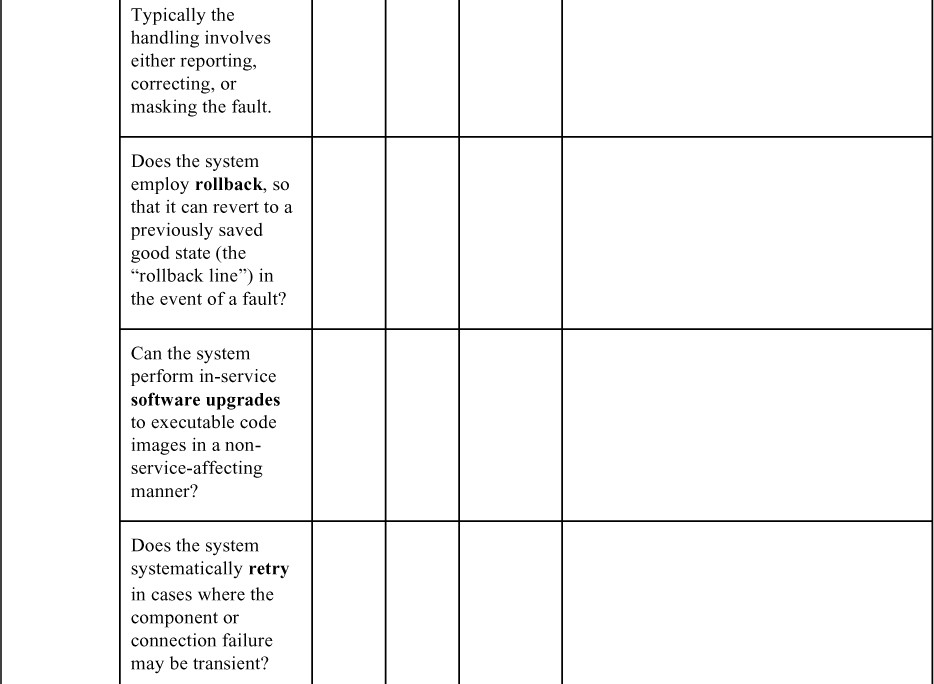 Typically the
handling involves
either reporting,
correcting, or
masking the fault.
Does the system
employ rollback, so
that it can revert to a
previously saved
good state (the
“rollback line”) in
the event of a fault?
Can the system
perform in-service
software upgrades
to executable code
images in a non-
service-affecting
manner?
Does the system
systematically retry
in cases where the
component or
connection failure
may be transient?